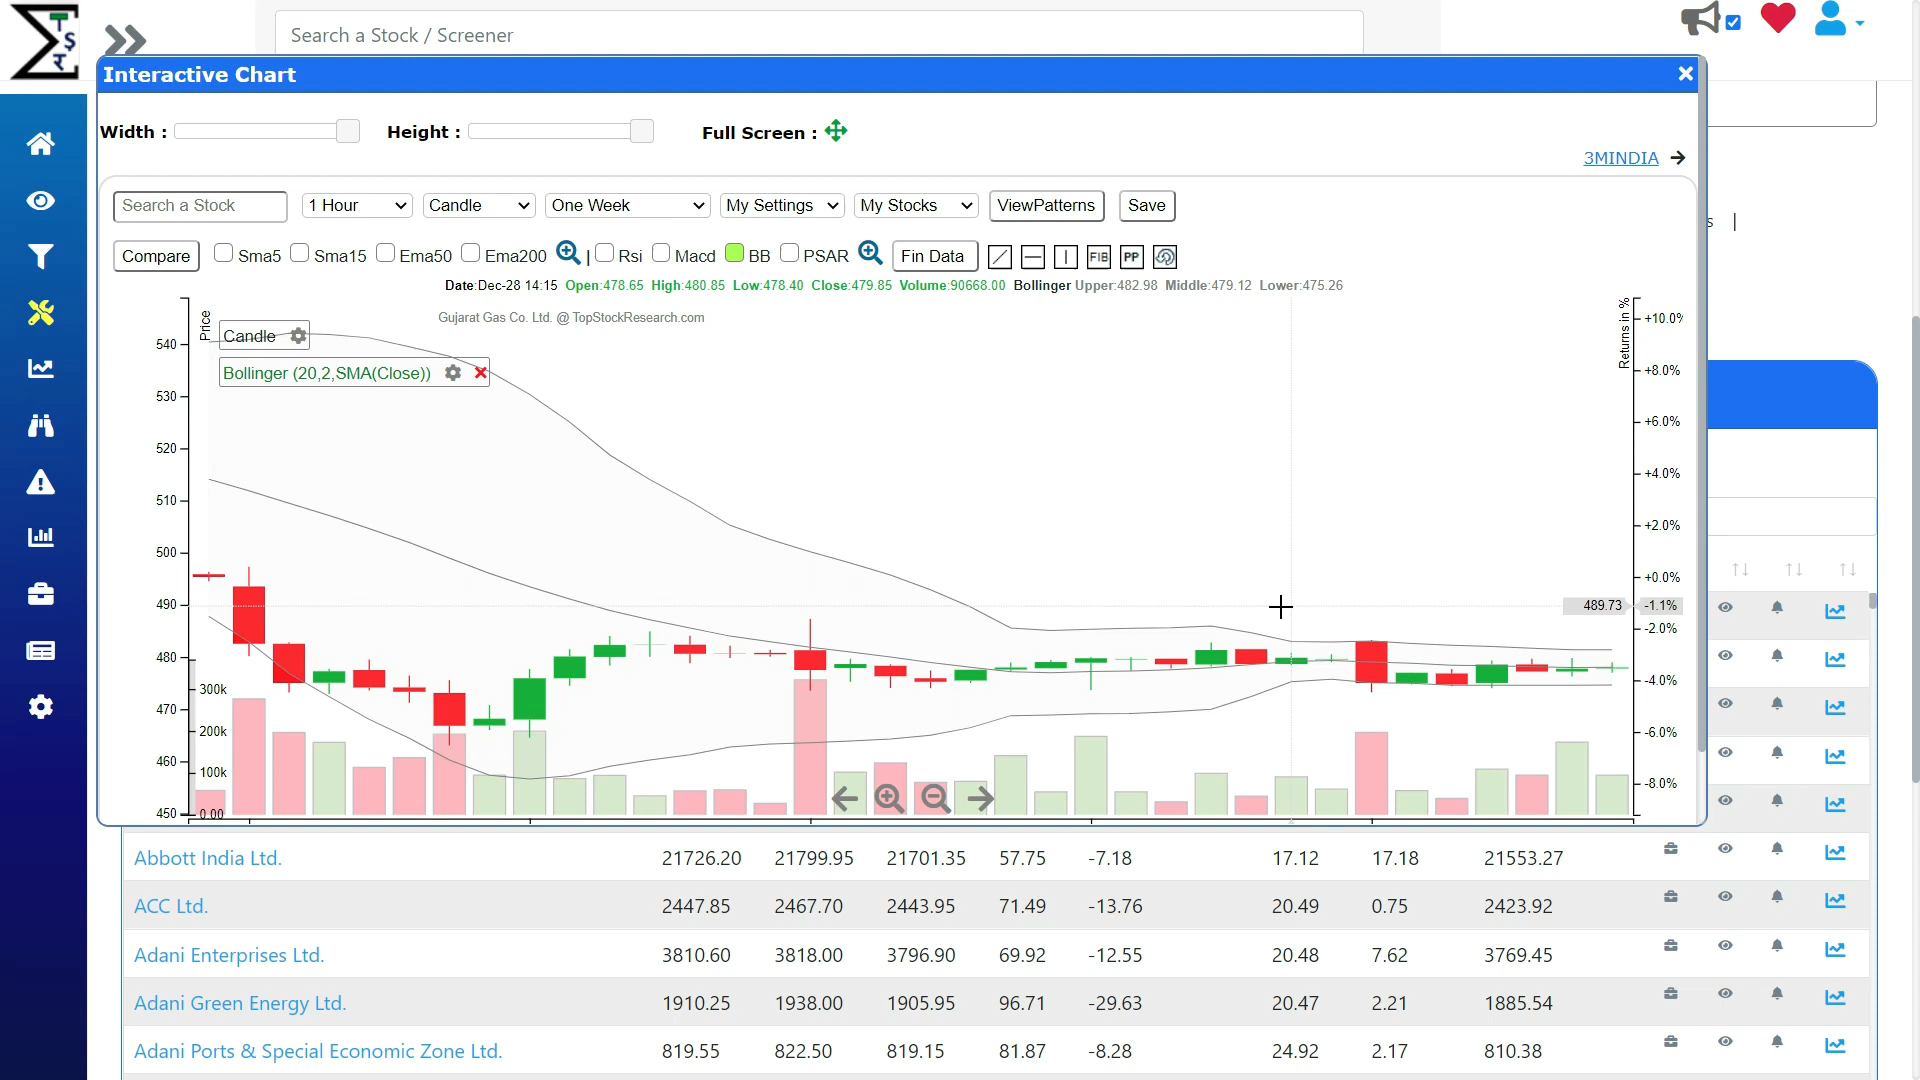 T
$
₹
Search a Stock / Screener
Interactive Chart
Width :
Height :
Full Screen :
3MINDIA
Search a Stock
1 Hour
Candle
One Week
My Settings
My Stocks
ViewPatterns
Save
s |
Compare
Sma5
Sma15
Ema50
Ema200
|
Rsi
Macd
BB
PSAR
Fin Data
FIB
PP
Date:Dec-28 14:15 Open:478.65 High:480.85 Low:478.40 Close:479.85 Volume:90668.00 Bollinger Upper:482.98 Middle:479.12 Lower:475.26
Gujarat Gas Co. Ltd. @ TopStockResearch.com
Price
Returns in %
Candle
Bollinger (20,2,SMA(Close))
540
530
520
510
500
490
480
470
460
450
300k
200k
100k
0.00
+10.0%
+8.0%
+6.0%
+4.0%
+2.0%
+0.0%
489.73
-1.1%
-2.0%
-4.0%
-6.0%
-8.0%
Abbott India Ltd. 21726.20 21799.95 21701.35 57.75 -7.18 17.12 17.18 21553.27
ACC Ltd. 2447.85 2467.70 2443.95 71.49 -13.76 20.49 0.75 2423.92
Adani Enterprises Ltd. 3810.60 3818.00 3796.90 69.92 -12.55 20.48 7.62 3769.45
Adani Green Energy Ltd. 1910.25 1938.00 1905.95 96.71 -29.63 20.47 2.21 1885.54
Adani Ports & Special Economic Zone Ltd. 819.55 822.50 819.15 81.87 -8.28 24.92 2.17 810.38